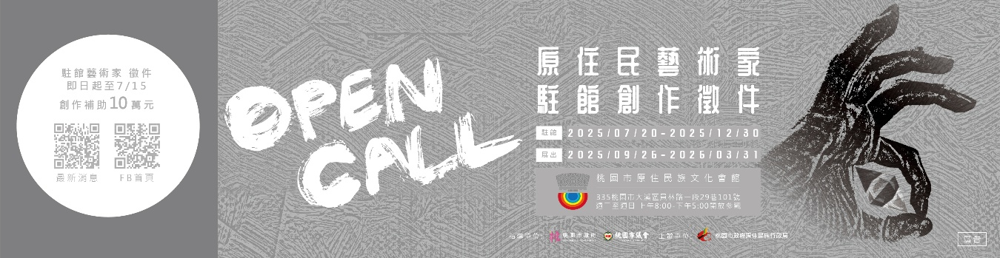 駐館藝術家 徵件
即日起至7/15
創作補助10萬元
最新消息 FB首頁
OPEN
CALL
原住民藝術家
駐館創作徵件
駐館 2025/07/20-2025/12/30
展出 2025/09/26-2026/03/31
桃園市原住民族文化會館
335桃園市大溪區員林路一段29巷101號
週二至週日 上午8:00-下午5:00開放參觀
指導單位: 桃園市政府 桃園市議會 主辦單位: 桃園市政府原住民族行政局
廣告